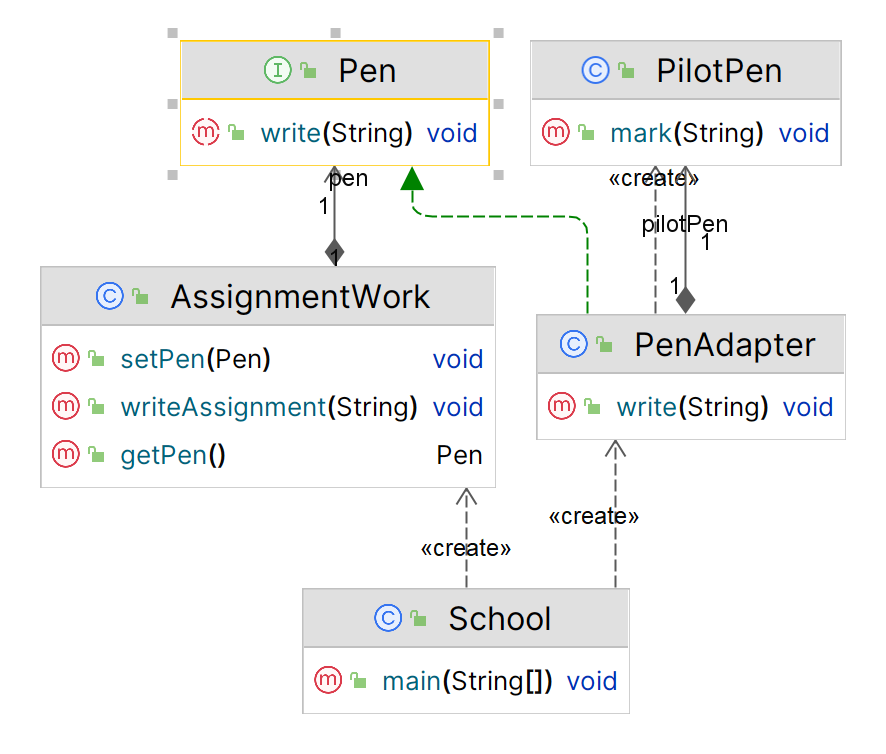 Pen
write(String) void
PilotPen
mark(String) void
pen
1
1
«create»
pilotPen
1
1
AssignmentWork
setPen(Pen) void
writeAssignment(String) void
getPen() Pen
PenAdapter
write(String) void
«create»
«create»
School
main(String[]) void